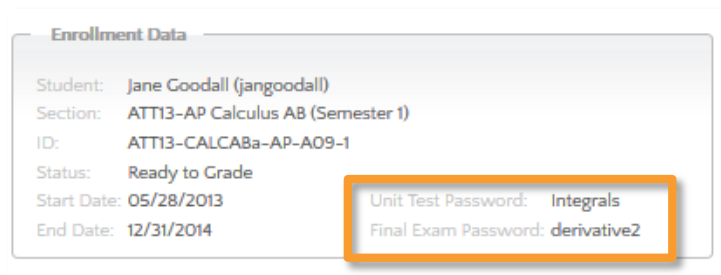 Enrollment Data
Student: Jane Goodall (jangoodall)
Section: ATT13-AP Calculus AB (Semester 1)
ID: ATT13-CALCABa-AP-A09-1
Status: Ready to Grade
Start Date: 05/28/2013 Unit Test Password: Integrals
End Date: 12/31/2014 Final Exam Password: derivative2